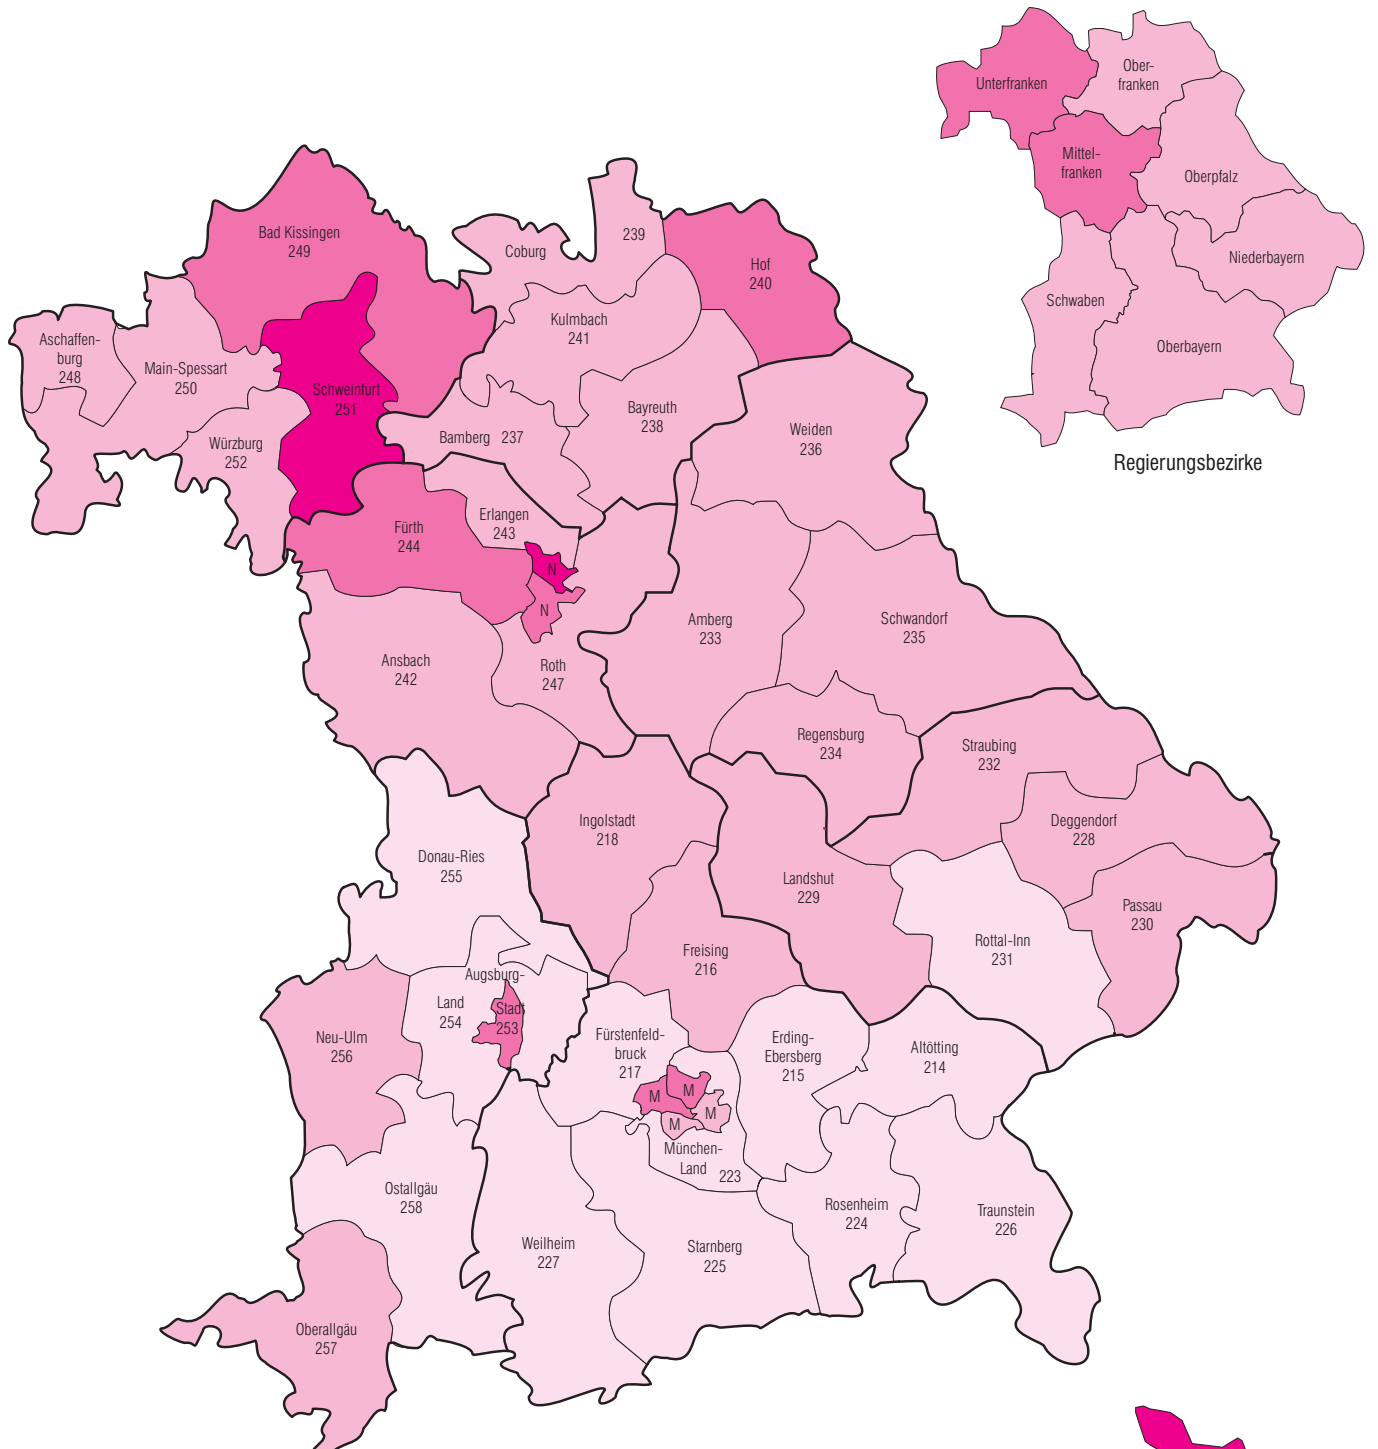 Unterfranken
Ober-
franken
Mittel-
franken
Oberpfalz
Niederbayern
Schwaben
Oberbayern
Regierungsbezirke
Bad Kissingen
249
Coburg
239
Hof
240
Aschaffen-
burg
248
Main-Spessart
250
Kulmbach
241
Schweinfurt
251
Würzburg
252
Bamberg 237
Bayreuth
238
Weiden
236
Fürth
244
Erlangen
243
N
N
Ansbach
242
Roth
247
Amberg
233
Schwandorf
235
Regensburg
234
Straubing
232
Ingolstadt
218
Deggendorf
228
Donau-Ries
255
Landshut
229
Passau
230
Rottal-Inn
231
Freising
216
Augsburg-
Land
254
Stadt
253
Neu-Ulm
256
Fürstenfeld-
bruck
217
Erding-
Ebersberg
215
Altötting
214
M
M
M
M
München-
Land 223
Ostallgäu
258
Rosenheim
224
Traunstein
226
Weilheim
227
Starnberg
225
Oberallgäu
257